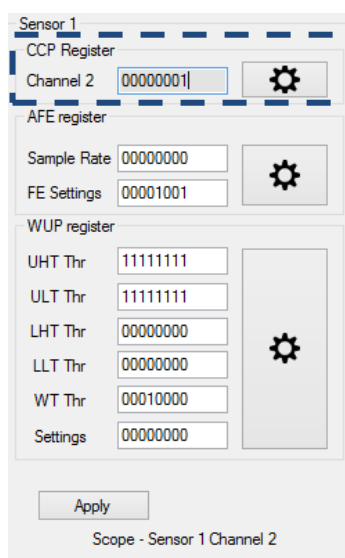 Sensor 1
CCP Register
Channel 2 00000001
AFE register
Sample Rate 00000000
FE Settings 00001001
WUP register
UHT Thr 11111111
ULT Thr 11111111
LHT Thr 00000000
LLT Thr 00000000
WT Thr 00010000
Settings 00000000
Apply
Scope - Sensor 1 Channel 2